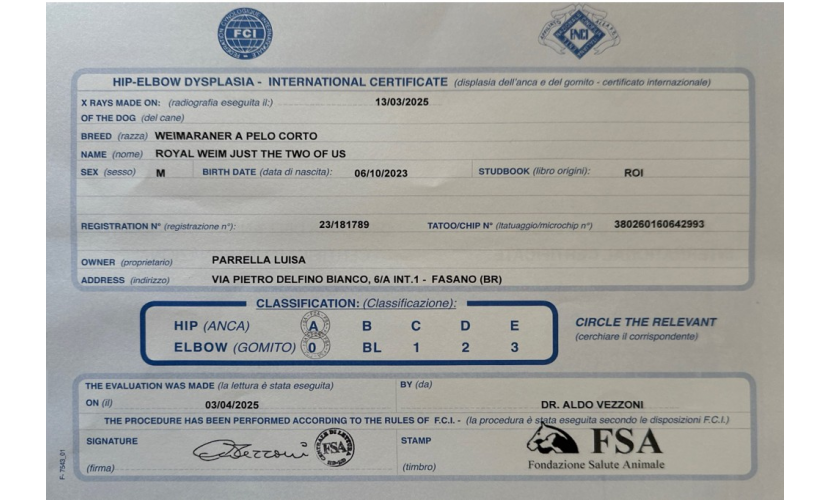 FCI
ENCI
HIP-ELBOW DYSPLASIA - INTERNATIONAL CERTIFICATE (displasia dell'anca e del gomito - certificato internazionale)
X RAYS MADE ON: (radiografia eseguita il:) 13/03/2025
OF THE DOG (del cane)
BREED (razza) WEIMARANER A PELO CORTO
NAME (nome) ROYAL WEIM JUST THE TWO OF US
SEX (sesso) M BIRTH DATE (data di nascita): 06/10/2023 STUDBOOK (libro origini): ROI
REGISTRATION N° (registrazione n°): 23/181789 TATOO/CHIP N° (ltatuaggio/microchip n°) 380260160642993
OWNER (proprietario) PARRELLA LUISA
ADDRESS (indirizzo) VIA PIETRO DELFINO BIANCO, 6/A INT.1 - FASANO (BR)
CLASSIFICATION: (Classificazione):
HIP (ANCA) A B C D E
ELBOW (GOMITO) 0 BL 1 2 3
CIRCLE THE RELEVANT
(cerchiare il corrispondente)
THE EVALUATION WAS MADE (la lettura é stata eseguita) BY (da)
ON (il) 03/04/2025 DR. ALDO VEZZONI
THE PROCEDURE HAS BEEN PERFORMED ACCORDING TO THE RULES OF F.C.I. - (la procedura é stata eseguita secondo le disposizioni F.C.I.)
SIGNATURE STAMP
(firma) (timbro)
FSA
FSA
Fondazione Salute Animale
F-7543_01